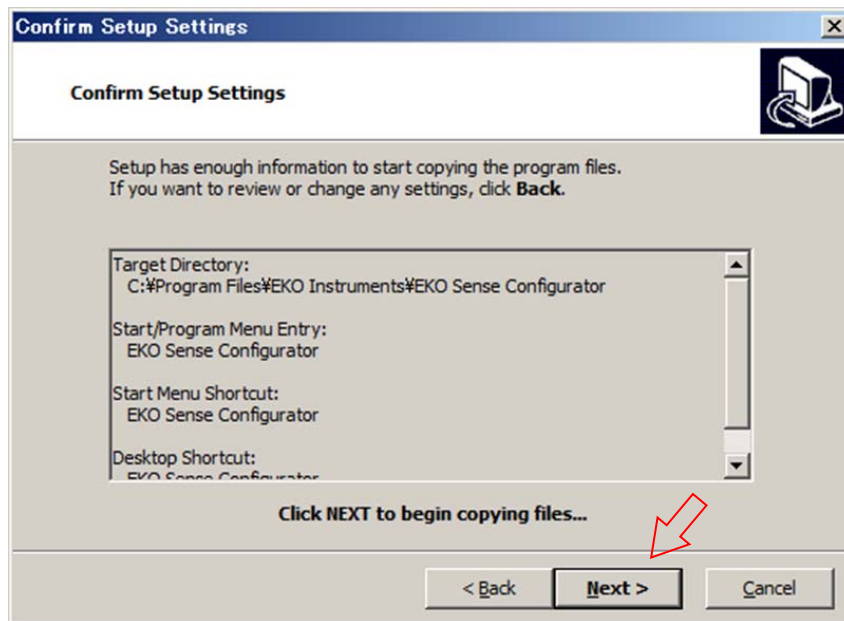 Confirm Setup Settings
Confirm Setup Settings
Setup has enough information to start copying the program files.
If you want to review or change any settings, click Back.
Target Directory:
C:¥Program Files¥EKO Instruments¥EKO Sense Configurator
Start/Program Menu Entry:
EKO Sense Configurator
Start Menu Shortcut:
EKO Sense Configurator
Desktop Shortcut:
EKO Sense Configurator
Click NEXT to begin copying files...
< Back
Next >
Cancel